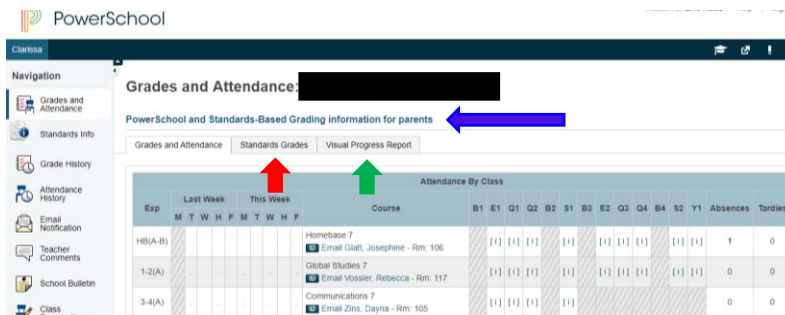 PowerSchool
Clarissa
Navigation
Grades and Attendance
Standards Info
Grade History
Attendance History
Email Notification
Teacher Comments
School Bulletin
Class
Grades and Attendance:
PowerSchool and Standards-Based Grading information for parents
Grades and Attendance Standards Grades Visual Progress Report
Attendance By Class
Exp Last Week This Week Course B1 E1 Q1 Q2 B2 S1 B3 E2 Q3 Q4 B4 S2 Y1 Absences Tardies
M T W H F M T W H F
HB(A-B) Homebase 7 [i] [i] [i] [i] [i] [i] [i] [i] [i] 1 0
Email Glatt, Josephine - Rm: 106
1-2(A) Global Studies 7 [i] [i] [i] [i] [i] [i] [i] [i] [i] 0 0
Email Vossler, Rebecca - Rm: 117
3-4(A) Communications 7 [i] [i] [i] [i] 0 0
Email Zins, Dayna - Rm: 105